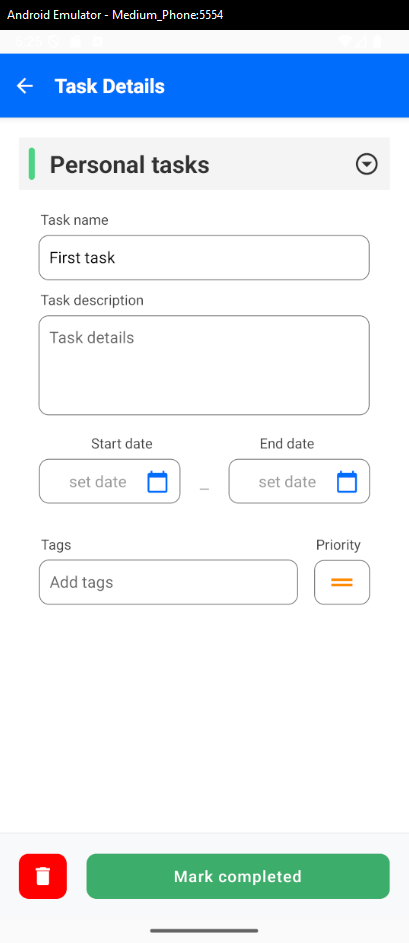 Android Emulator - Medium_Phone:5554
Task Details
Personal tasks
Task name
First task
Task description
Task details
Start date
End date
set date
_
set date
Tags
Priority
Add tags
Mark completed